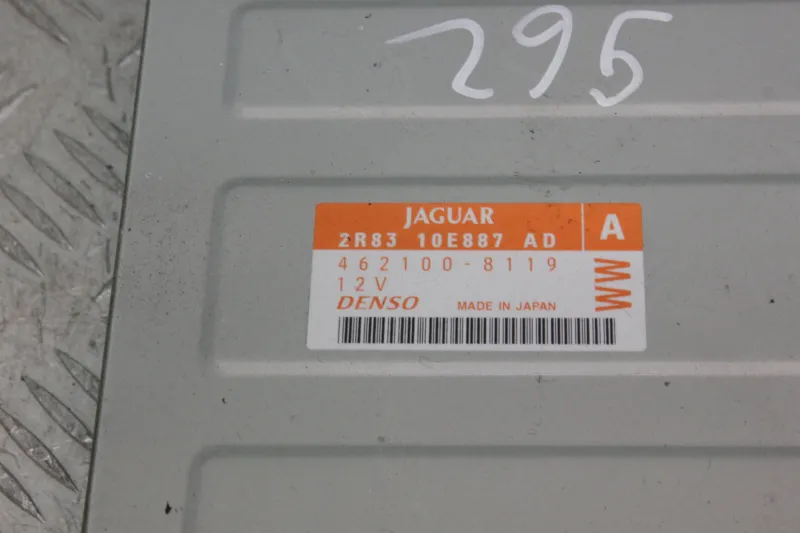 295
JAGUAR
2R83 10E887 AD
A
462100-8119
12V
WW
DENSO MADE IN JAPAN